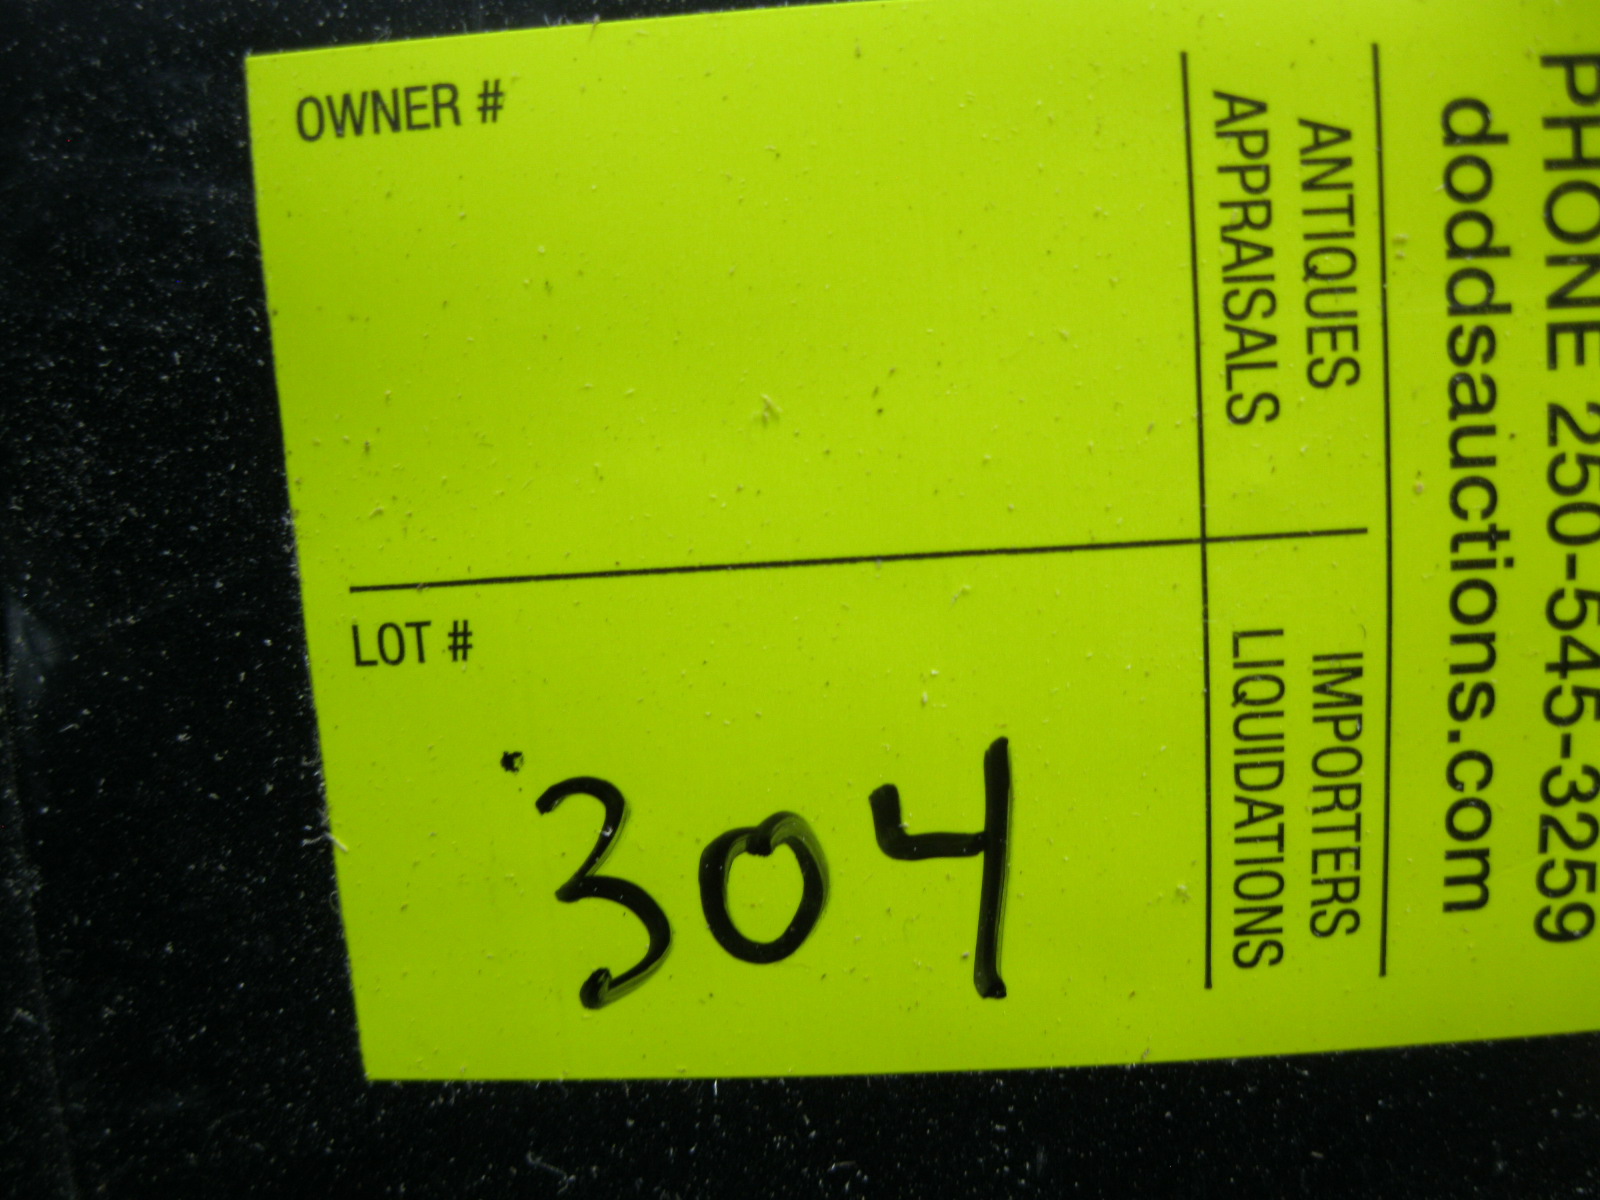 OWNER #
LOT #
304
PHONE 250-545-3259
doddsauctions.com
ANTIQUES
APPRAISALS
IMPORTERS
LIQUIDATIONS